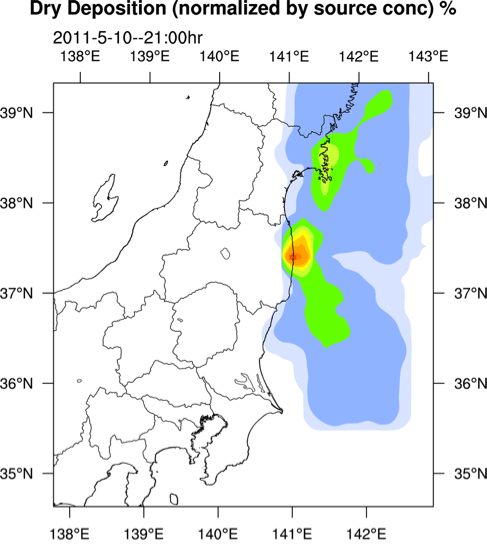 Dry Deposition (normalized by source conc) %
2011-5-10--21:00hr
138°E 139°E 140°E 141°E 142°E 143°E
39°N 39°N
38°N 38°N
37°N 37°N
36°N 36°N
35°N 35°N
138°E 139°E 140°E 141°E 142°E